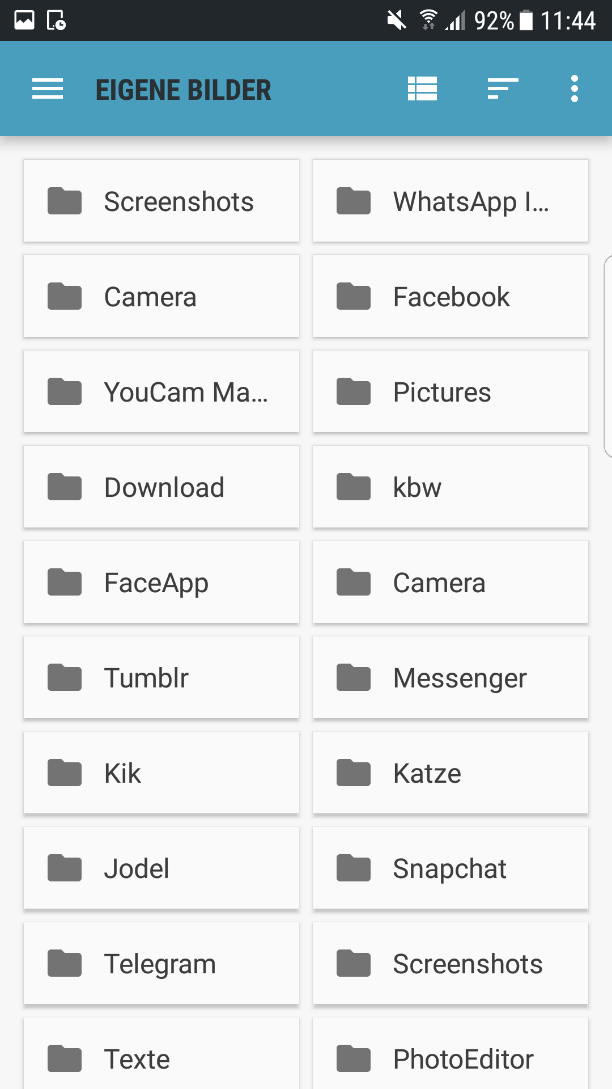 92% 11:44
EIGENE BILDER
Screenshots
WhatsApp I...
Camera
Facebook
YouCam Ma...
Pictures
Download
kbw
FaceApp
Camera
Tumblr
Messenger
Kik
Katze
Jodel
Snapchat
Telegram
Screenshots
Texte
PhotoEditor